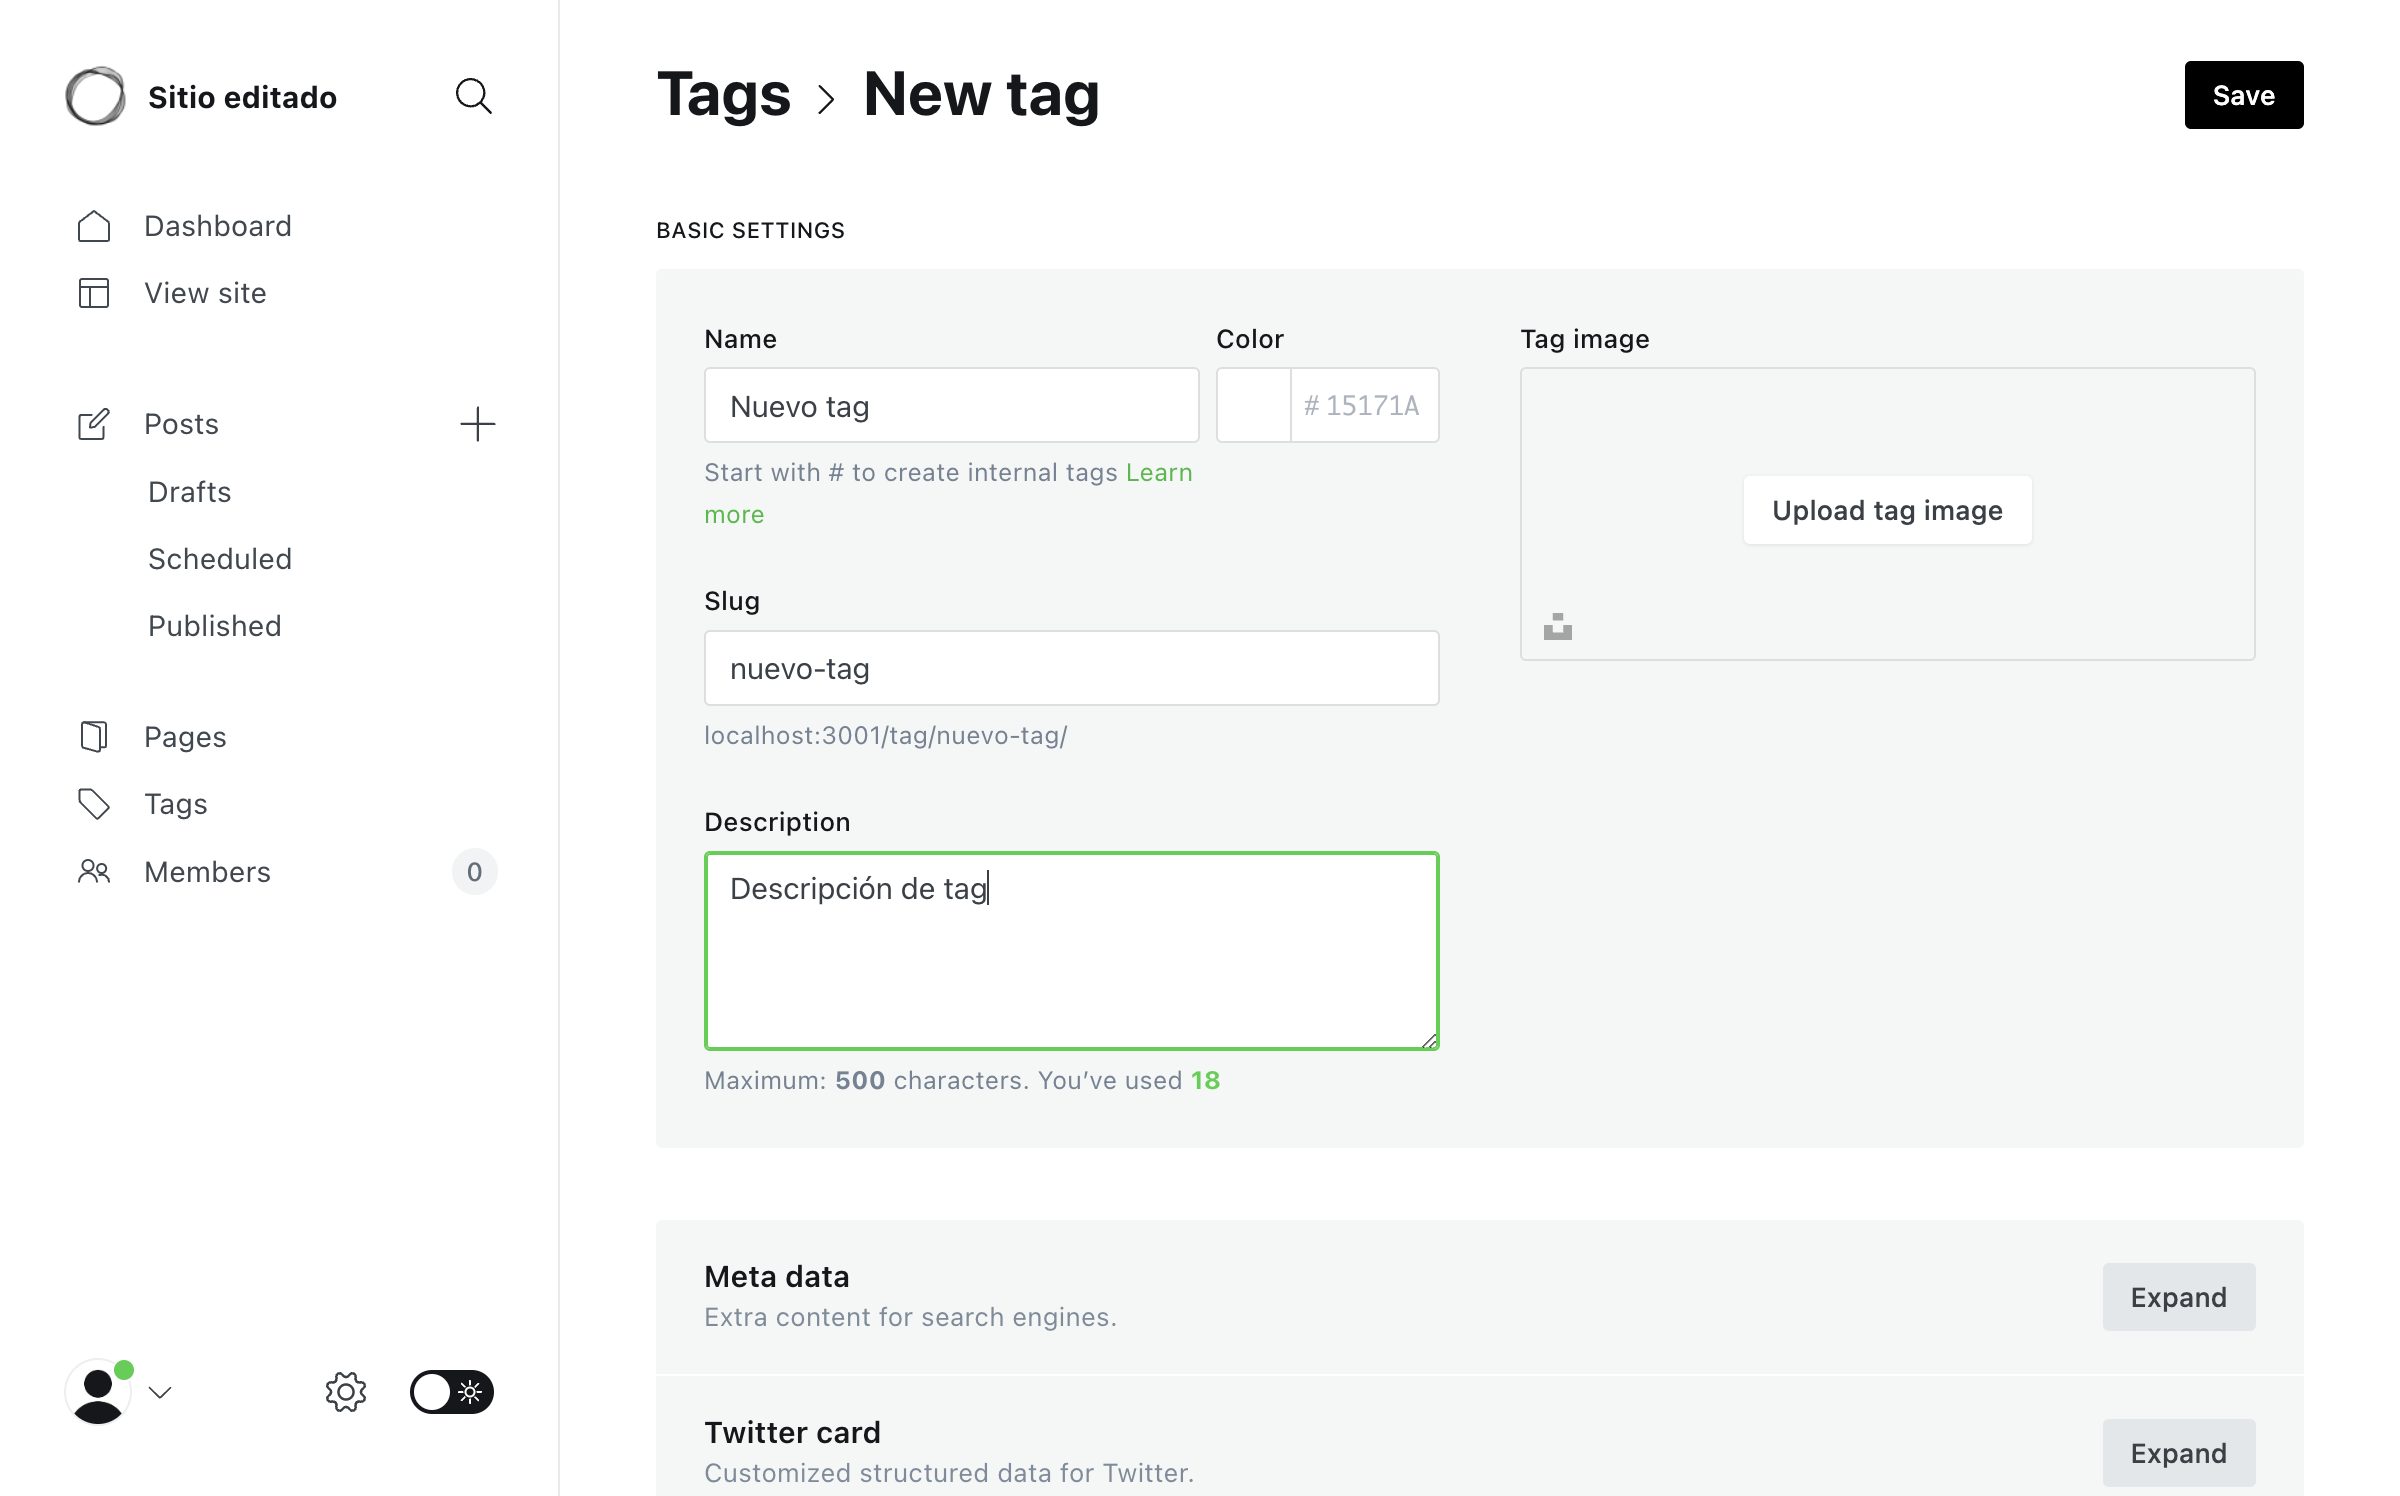 Sitio editado
Dashboard
View site
Posts
Drafts
Scheduled
Published
Pages
Tags
Members
0
Tags
New tag
Save
BASIC SETTINGS
Name
Color
Nuevo tag
# 15171A
Start with # to create internal tags Learn
more
Slug
nuevo-tag
localhost:3001/tag/nuevo-tag/
Description
Descripción de tag
Maximum: 500 characters. You’ve used 18
Tag image
Upload tag image
Meta data
Extra content for search engines.
Expand
Twitter card
Customized structured data for Twitter.
Expand